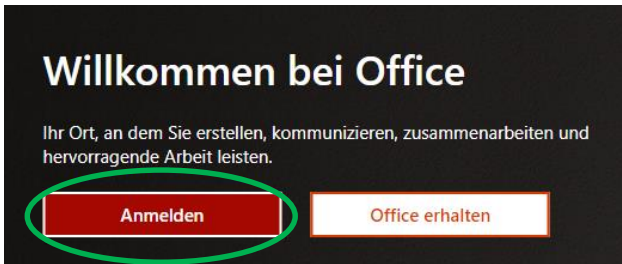 Willkommen bei Office
Ihr Ort, an dem Sie erstellen, kommunizieren, zusammenarbeiten und
hervorragende Arbeit leisten.
Anmelden
Office erhalten